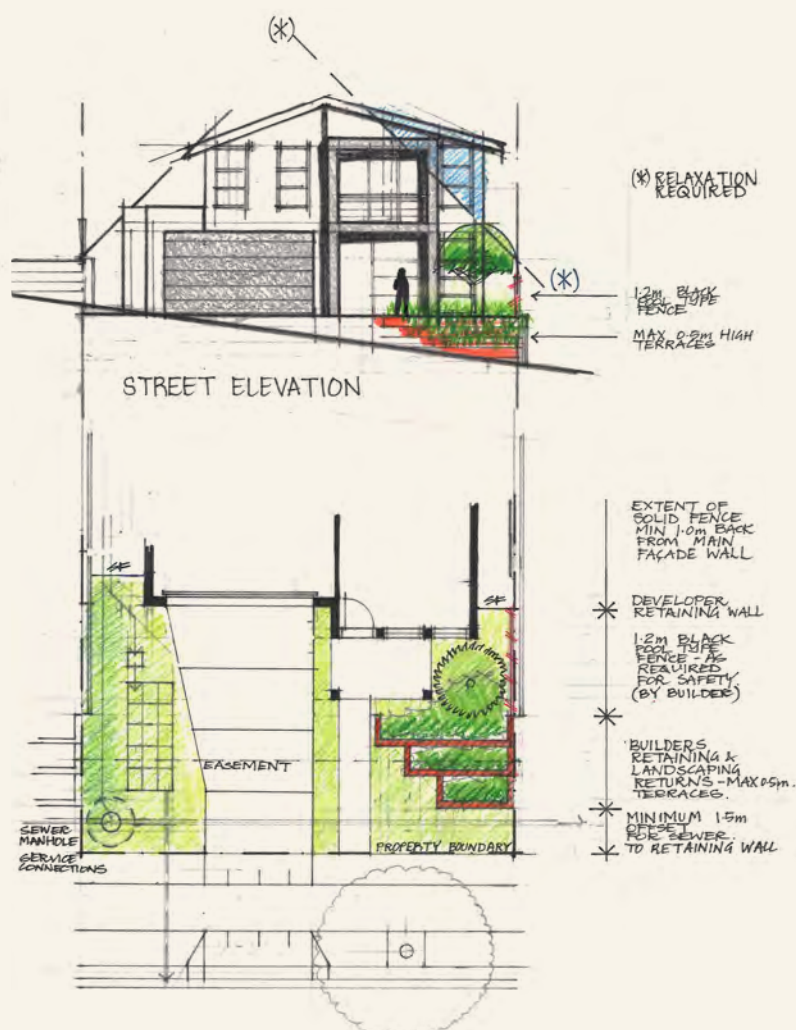 (*)
(*) RELAXATION
REQUIRED
(*)
1.2m BLACK
POOL TYPE
FENCE
MAX 0.5m HIGH
TERRACES
STREET ELEVATION
EXTENT OF
SOLID FENCE
MIN 1.0m BACK
FROM MAIN
FAÇADE WALL
SF
SF
DEVELOPER
RETAINING WALL
1.2m BLACK
POOL TYPE
FENCE - AS
REQUIRED
FOR SAFETY.
(BY BUILDER)
EASEMENT
BUILDERS
RETAINING &
LANDSCAPING
RETURNS - MAX 0.5m.
TERRACES.
SEWER
MANHOLE
SERVICE
CONNECTIONS
PROPERTY BOUNDARY
MINIMUM 1.5m
OFFSET
FOR SEWER.
TO RETAINING WALL